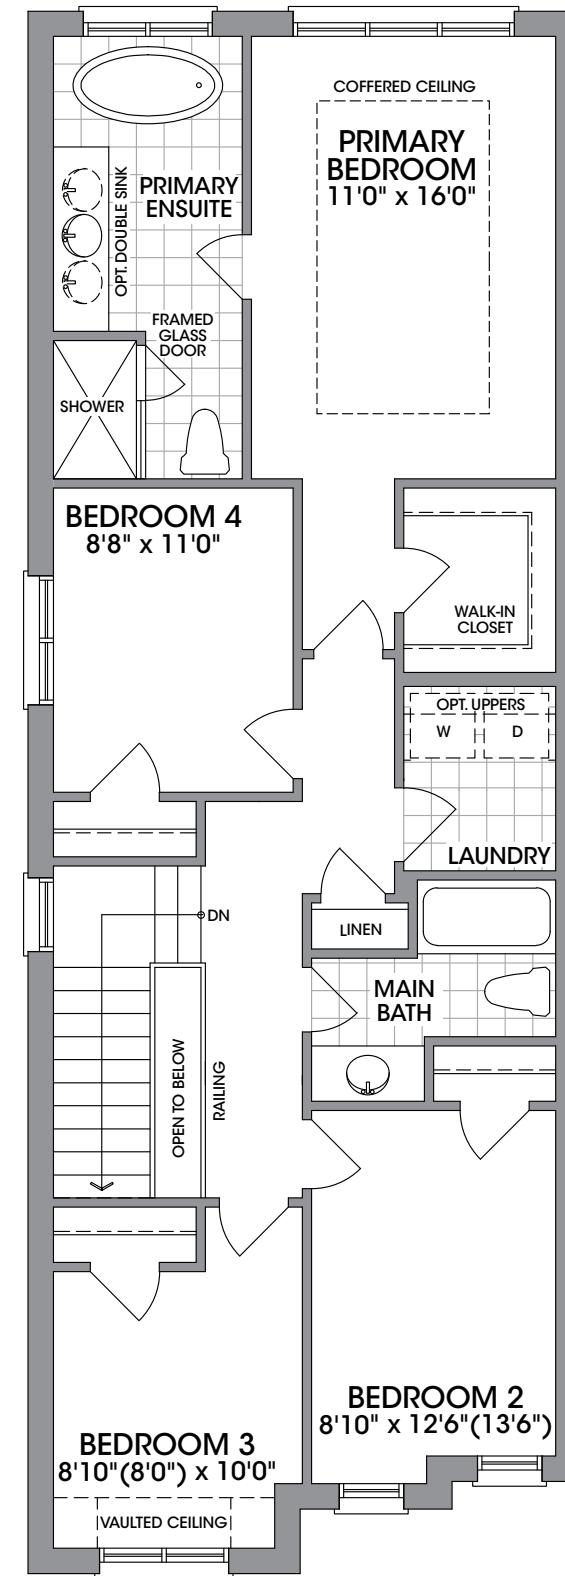 COFFERED CEILING
PRIMARY
BEDROOM
11'0" x 16'0"
PRIMARY
ENSUITE
OPT. DOUBLE SINK
FRAMED
GLASS
DOOR
SHOWER
BEDROOM 4
8'8" x 11'0"
WALK-IN
CLOSET
OPT. UPPERS
W
D
LAUNDRY
DN
LINEN
MAIN
BATH
OPEN TO BELOW
RAILING
BEDROOM 2
8'10" x 12'6"(13'6")
BEDROOM 3
8'10"(8'0") x 10'0"
VAULTED CEILING